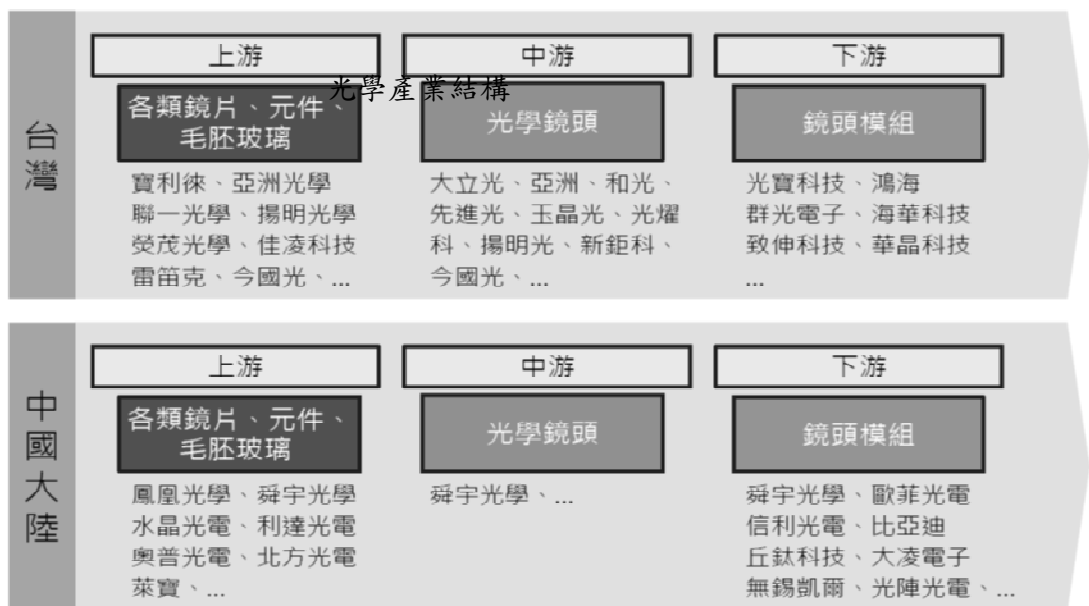 光學產業結構
台灣
上游
各類鏡片、元件、
毛胚玻璃
寶利徠、亞洲光學
聯一光學、揚明光學
熒茂光學、佳凌科技
雷笛克、今國光、...
中游
光學鏡頭
大立光、亞洲、和光、
先進光、玉晶光、光耀
科、揚明光、新鉅科、
今國光、...
下游
鏡頭模組
光寶科技、鴻海
群光電子、海華科技
致伸科技、華晶科技
...
中國大陸
上游
各類鏡片、元件、
毛胚玻璃
鳳凰光學、舜宇光學
水晶光電、利達光電
奧普光電、北方光電
萊寶、...
中游
光學鏡頭
舜宇光學、...
下游
鏡頭模組
舜宇光學、歐菲光電
信利光電、比亞迪
丘鈦科技、大凌電子
無錫凱爾、光陣光電、...